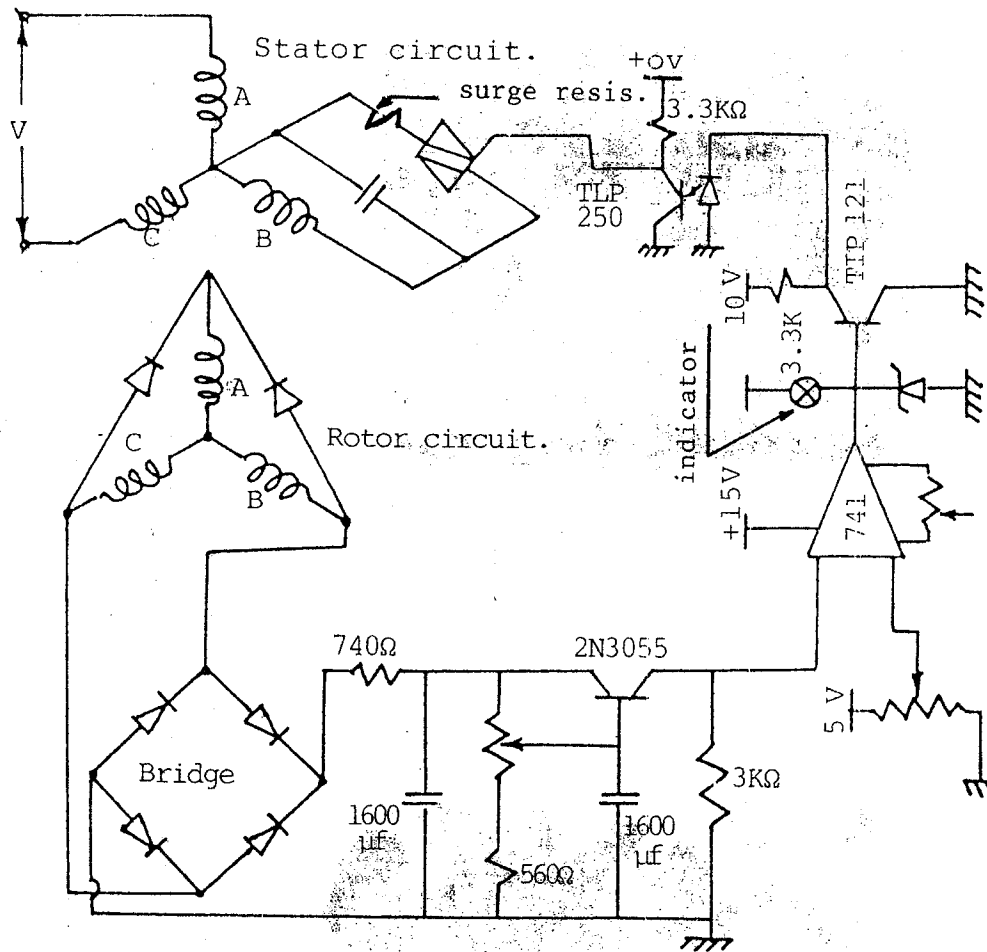 Stator circuit.
V
A
C
B
surge resis.
+ov
3.3KΩ
TLP
250
TIP 121
10 V
3.3K
indicator
+15V
741
5 V
A
C
B
Rotor circuit.
Bridge
740Ω
2N3055
1600
μf
560Ω
1600
μf
3KΩ